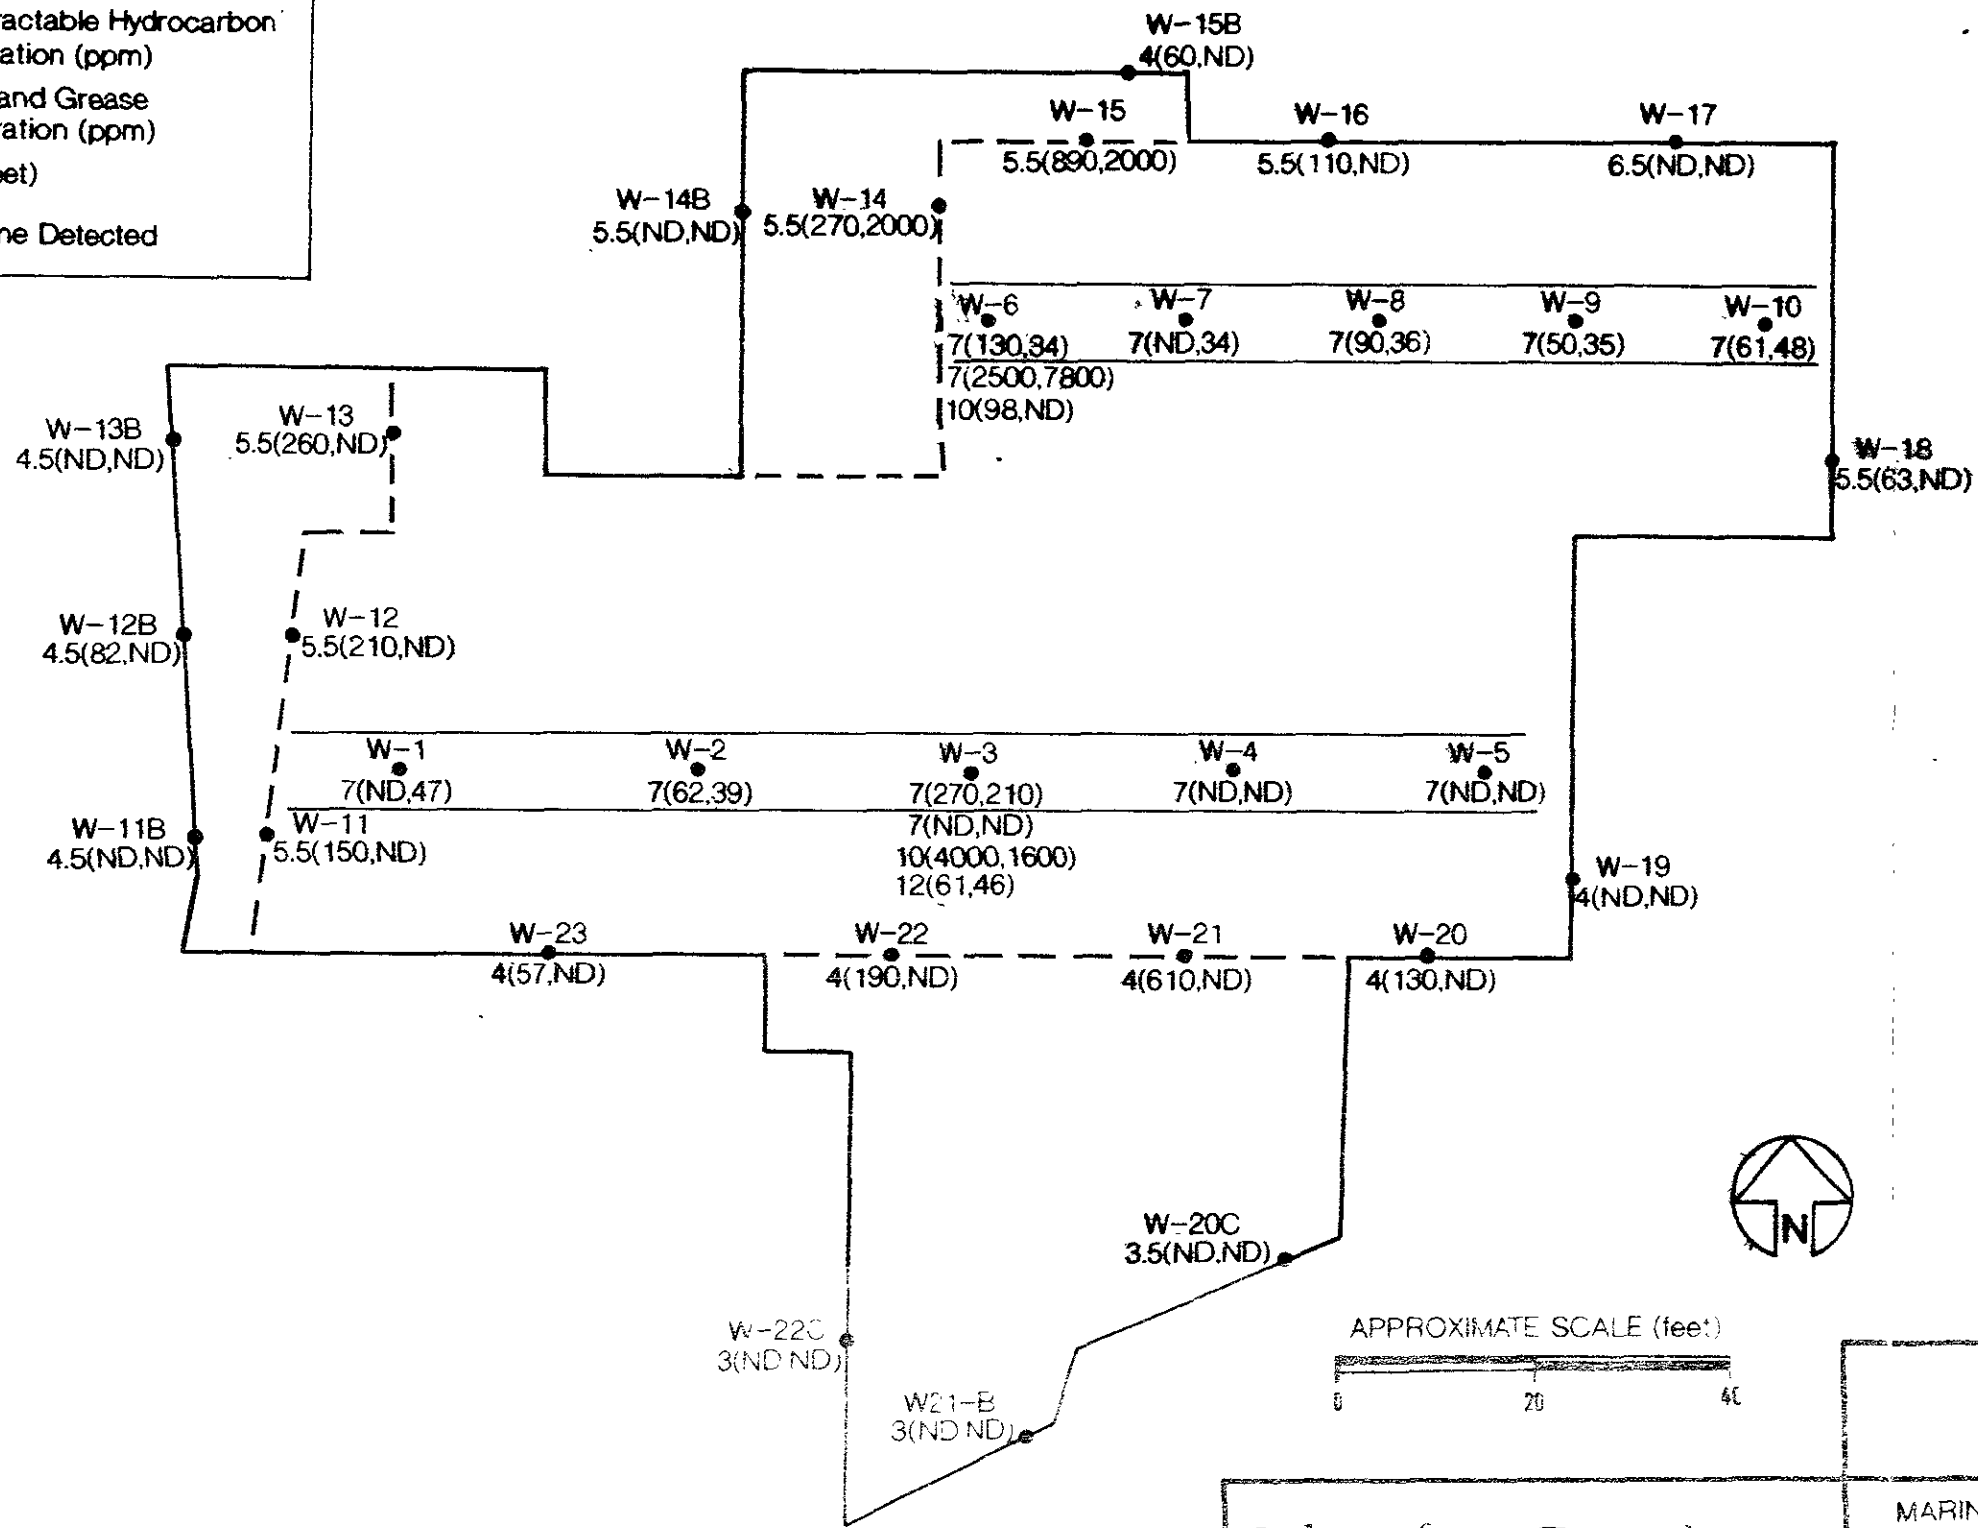 actable Hydrocarbon
ation (ppm)
and Grease
ration (ppm)
eet)
ne Detected
W-15B
4(60,ND)
W-15
5.5(890,2000)
W-16
5.5(110,ND)
W-17
6.5(ND,ND)
W-14B
5.5(ND,ND)
W-14
5.5(270,2000)
W-6
7(130,34)
7(2500,7800)
10(98,ND)
W-7
7(ND,34)
W-8
7(90,36)
W-9
7(50,35)
W-10
7(61,48)
W-13B
4.5(ND,ND)
W-13
5.5(260,ND)
W-18
5.5(63,ND)
W-12B
4.5(82,ND)
W-12
5.5(210,ND)
W-1
7(ND,47)
W-2
7(62,39)
W-3
7(270,210)
7(ND,ND)
10(4000,1600)
12(61,46)
W-4
7(ND,ND)
W-5
7(ND,ND)
W-11B
4.5(ND,ND)
W-11
5.5(150,ND)
W-19
4(ND,ND)
W-23
4(57,ND)
W-22
4(190,ND)
W-21
4(610,ND)
W-20
4(130,ND)
W-20C
3.5(ND,ND)
N
W-22C
3(ND ND)
W21-B
3(ND ND)
APPROXIMATE SCALE (feet)
0 20 40
MARIN